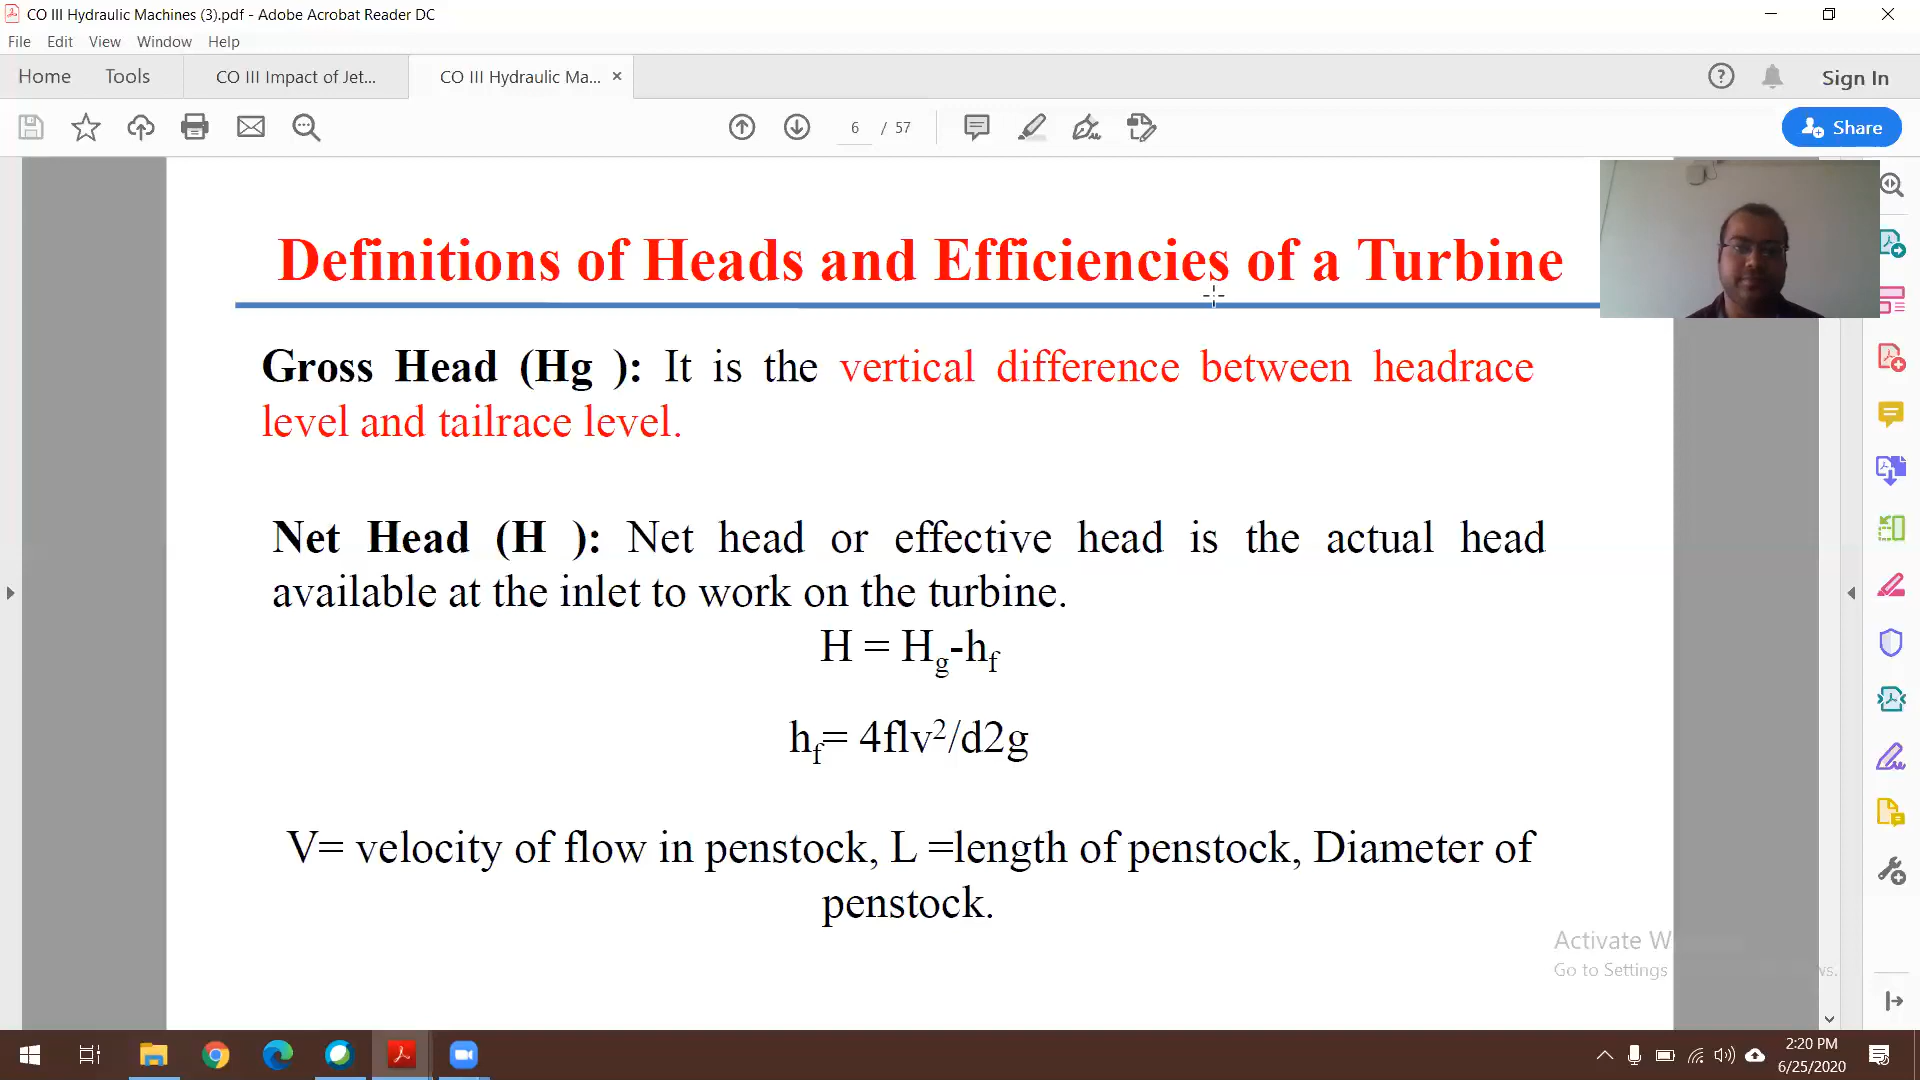 CO III Hydraulic Machines (3).pdf - Adobe Acrobat Reader DC
File Edit View Window Help
Home Tools CO III Impact of Jet... CO III Hydraulic Ma... × Sign In
6 / 57 Share
Definitions of Heads and Efficiencies of a Turbine
Gross Head (Hg ): It is the vertical difference between headrace
level and tailrace level.
Net Head (H ): Net head or effective head is the actual head
available at the inlet to work on the turbine.
H = Hg-hf
hf= 4flv²/d2g
V= velocity of flow in penstock, L =length of penstock, Diameter of
penstock.
Activate W
Go to Settings ws.
2:20 PM
6/25/2020